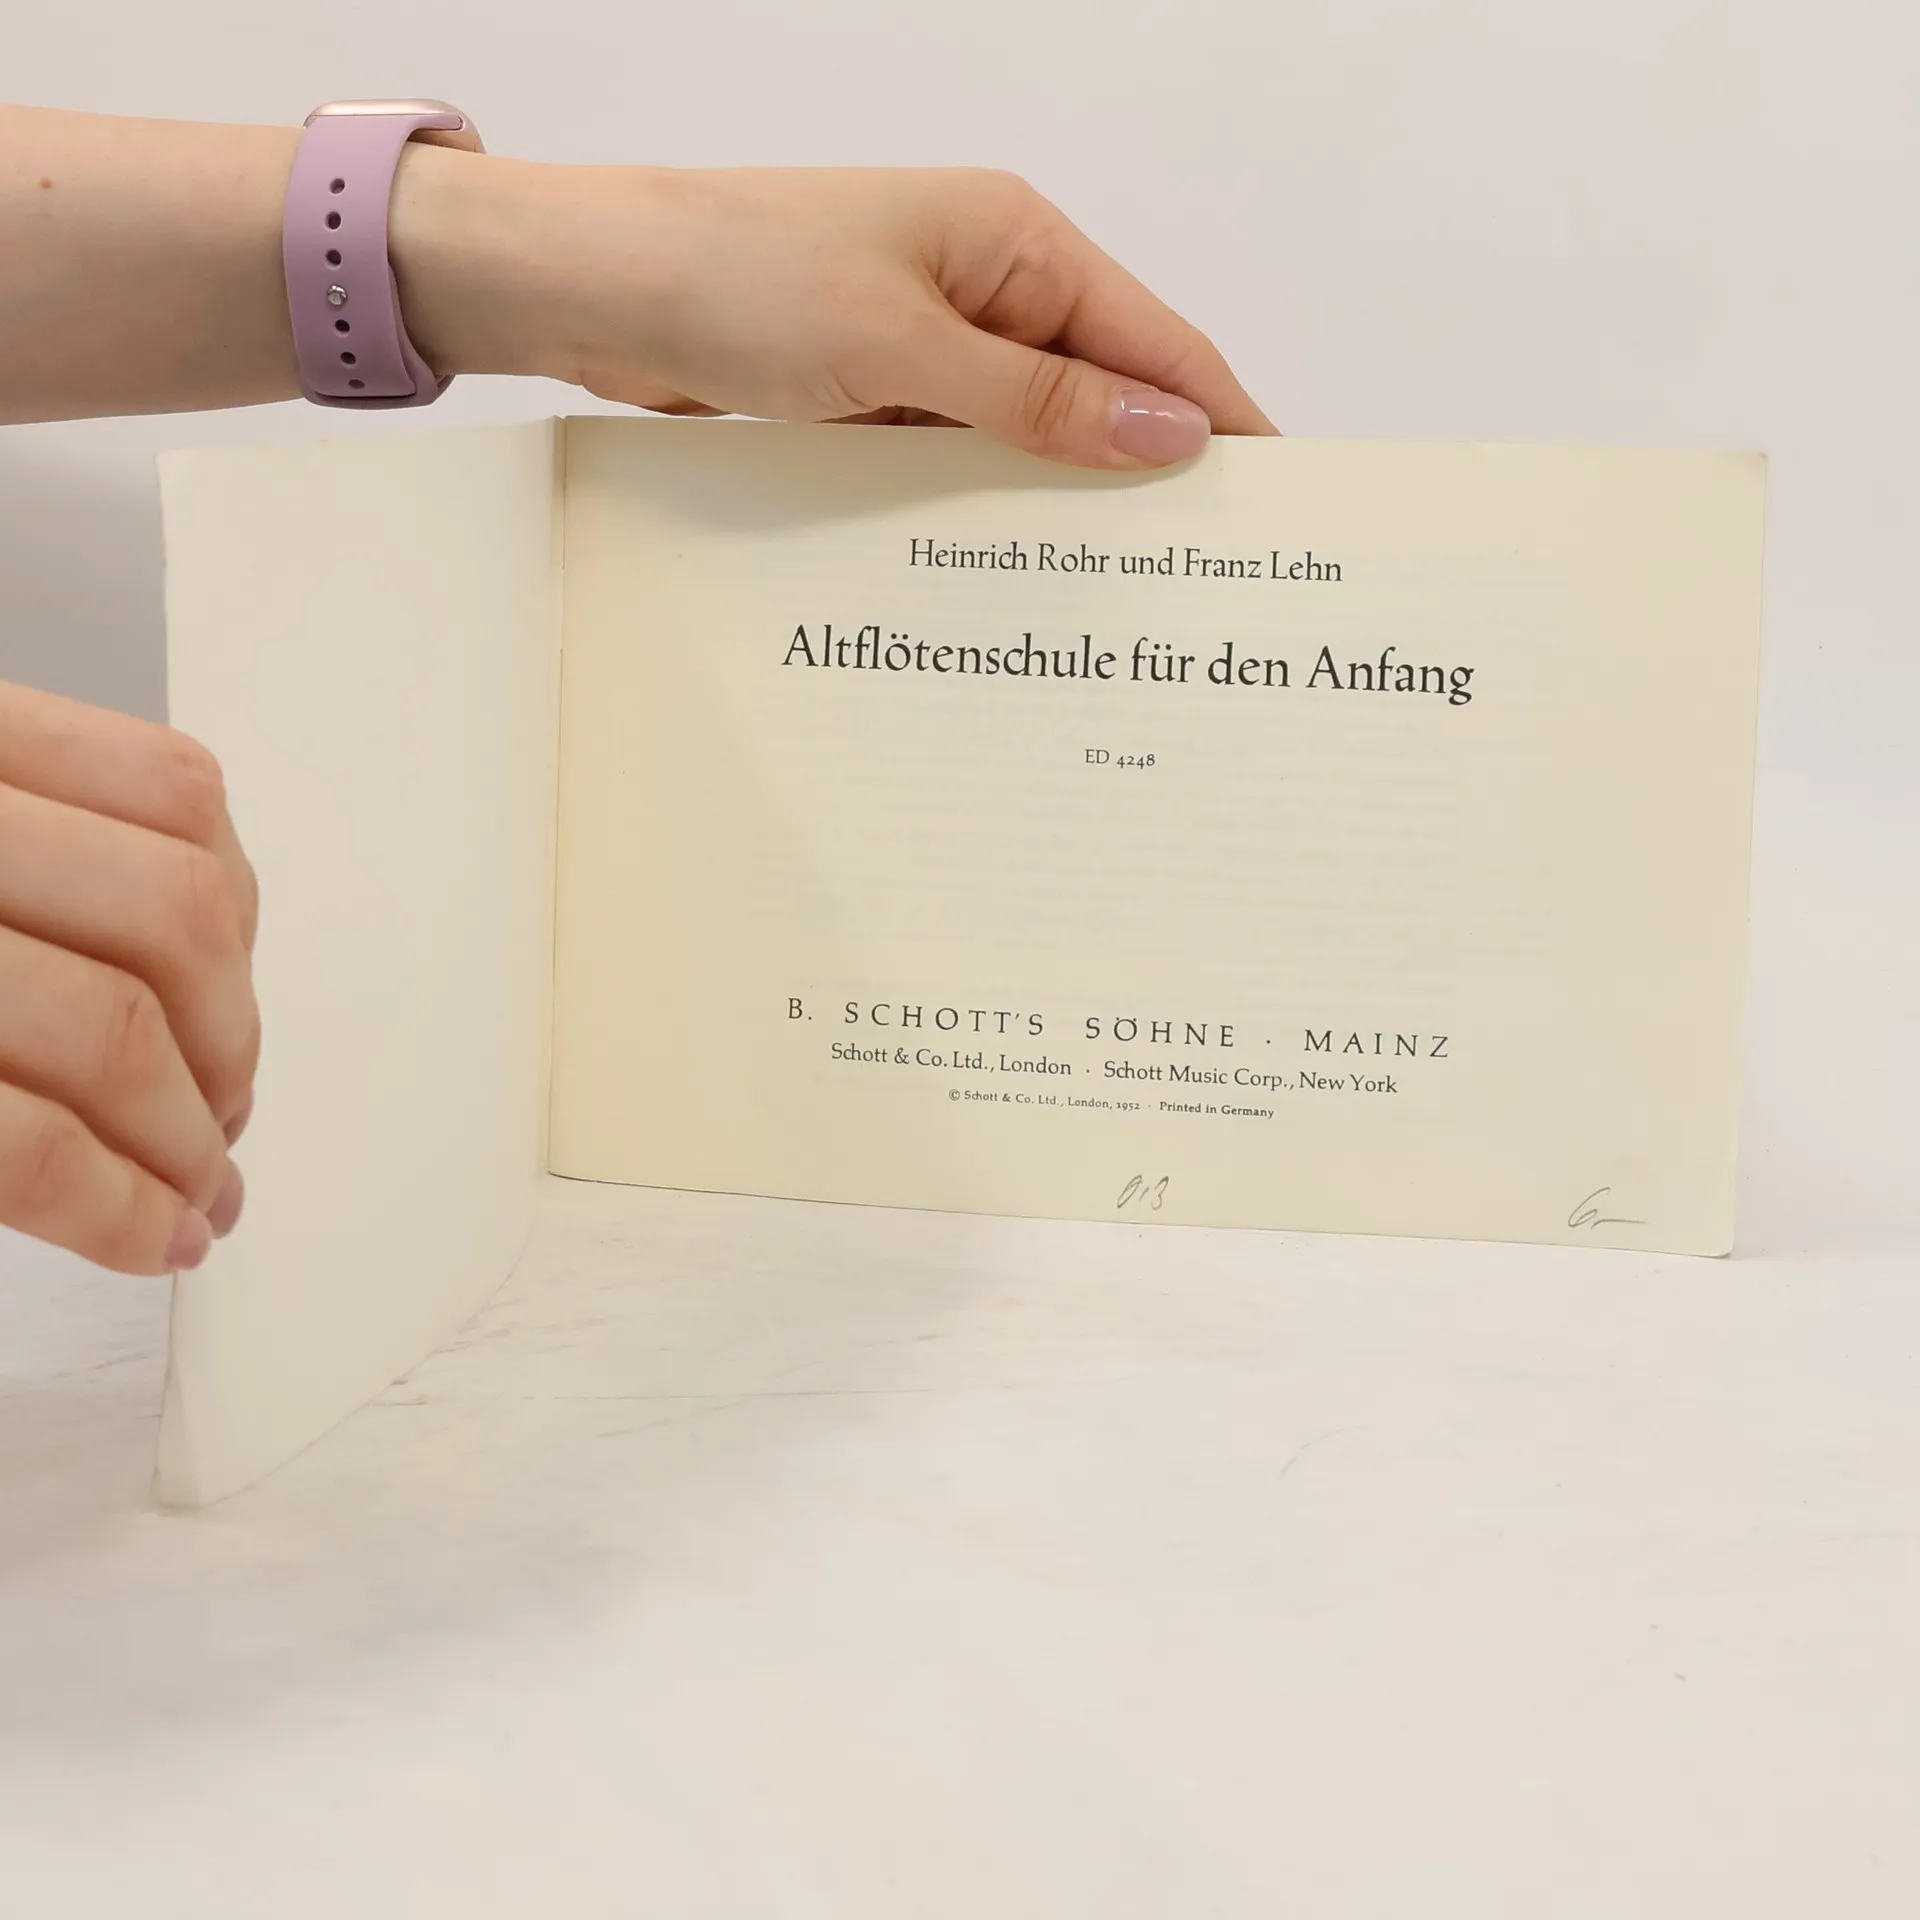 Heinrich Rohr und Franz Lehn
Altflötenschule für den Anfang
ED 4248
B. SCHOTT'S SÖHNE · MAINZ
Schott & Co. Ltd., London · Schott Music Corp., New York
© Schott & Co. Ltd., London, 1952 · Printed in Germany
6.—